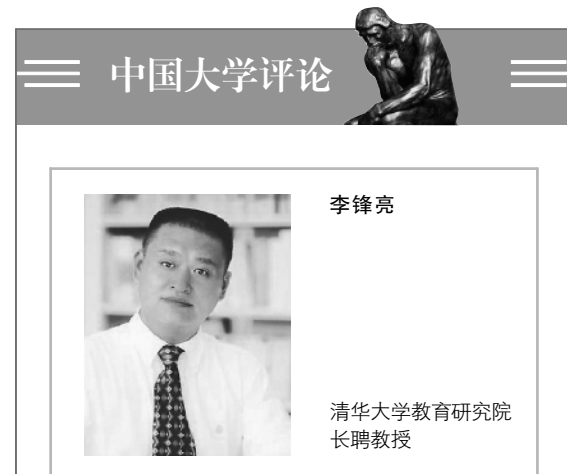 中国大学评论
李锋亮
清华大学教育研究院
长聘教授